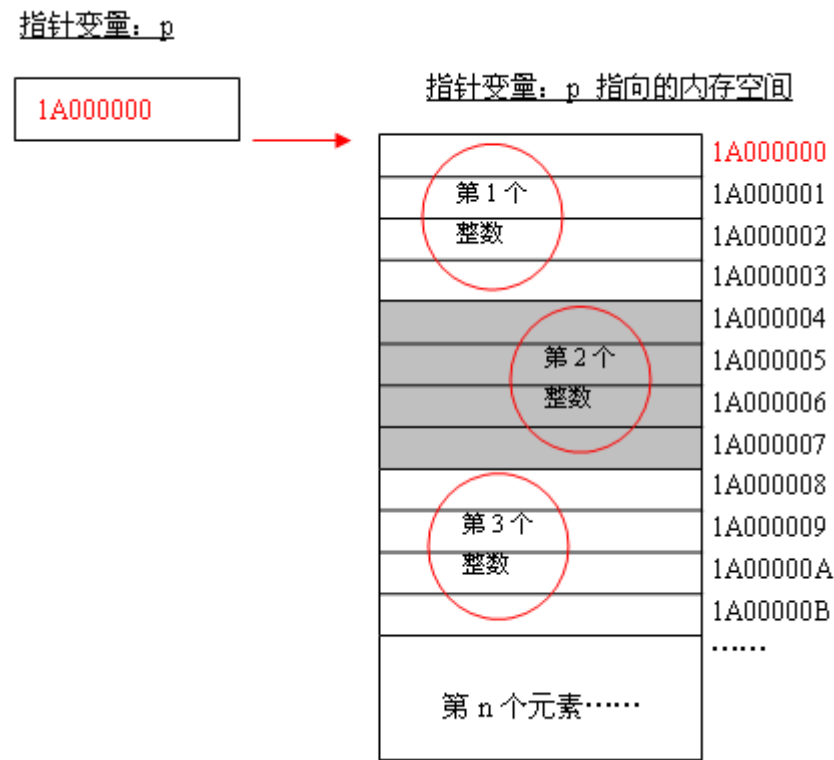 指针变量：p
1A000000
指针变量：p 指向的内存空间
1A000000
第1个
1A000001
整数
1A000002
1A000003
1A000004
第2个
1A000005
整数
1A000006
1A000007
1A000008
第3个
1A000009
整数
1A00000A
1A00000B
……
第n个元素……